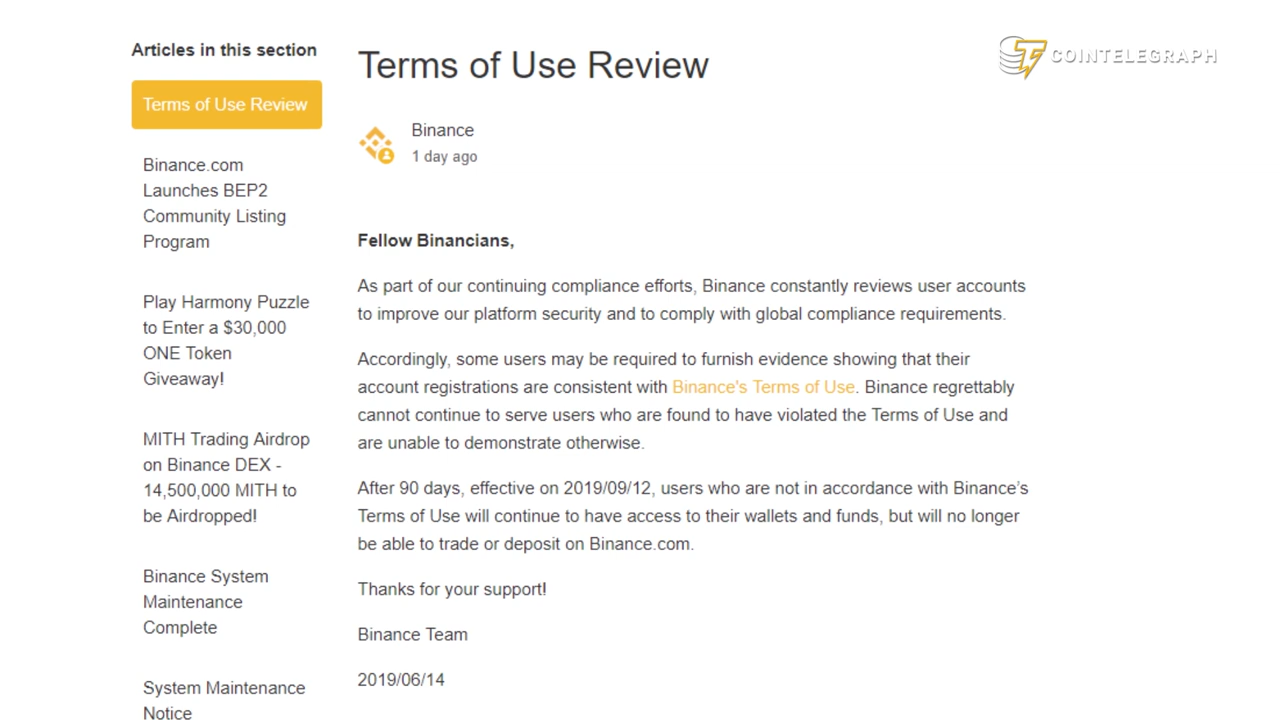 Articles in this section
Terms of Use Review
Binance.com
Launches BEP2
Community Listing
Program
Play Harmony Puzzle
to Enter a $30,000
ONE Token
Giveaway!
MITH Trading Airdrop
on Binance DEX -
14,500,000 MITH to
be Airdropped!
Binance System
Maintenance
Complete
System Maintenance
Notice
Terms of Use Review
Binance
1 day ago
Fellow Binancians,
As part of our continuing compliance efforts, Binance constantly reviews user accounts
to improve our platform security and to comply with global compliance requirements.
Accordingly, some users may be required to furnish evidence showing that their
account registrations are consistent with Binance's Terms of Use. Binance regrettably
cannot continue to serve users who are found to have violated the Terms of Use and
are unable to demonstrate otherwise.
After 90 days, effective on 2019/09/12, users who are not in accordance with Binance’s
Terms of Use will continue to have access to their wallets and funds, but will no longer
be able to trade or deposit on Binance.com.
Thanks for your support!
Binance Team
2019/06/14
COINTELEGRAPH